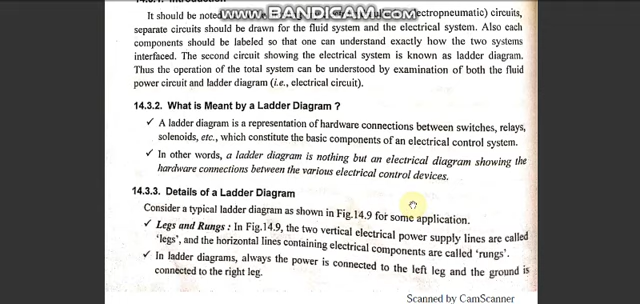 14.3.1. Introduction
www.BANDICAM.com
It should be noted ectropneumatic) circuits,
separate circuits should be drawn for the fluid system and the electrical system. Also each
components should be labeled so that one can understand exactly how the two systems
interfaced. The second circuit showing the electrical system is known as ladder diagram.
Thus the operation of the total system can be understood by examination of both the fluid
power circuit and ladder diagram (i.e., electrical circuit).
14.3.2. What is Meant by a Ladder Diagram ?
✓ A ladder diagram is a representation of hardware connections between switches, relays,
solenoids, etc., which constitute the basic components of an electrical control system.
✓ In other words, a ladder diagram is nothing but an electrical diagram showing the
hardware connections between the various electrical control devices.
14.3.3. Details of a Ladder Diagram
Consider a typical ladder diagram as shown in Fig.14.9 for some application.
✓ Legs and Rungs : In Fig.14.9, the two vertical electrical power supply lines are called
'legs', and the horizontal lines containing electrical components are called 'rungs'.
✓ In ladder diagrams, always the power is connected to the left leg and the ground is
connected to the right leg.
Scanned by CamScanner